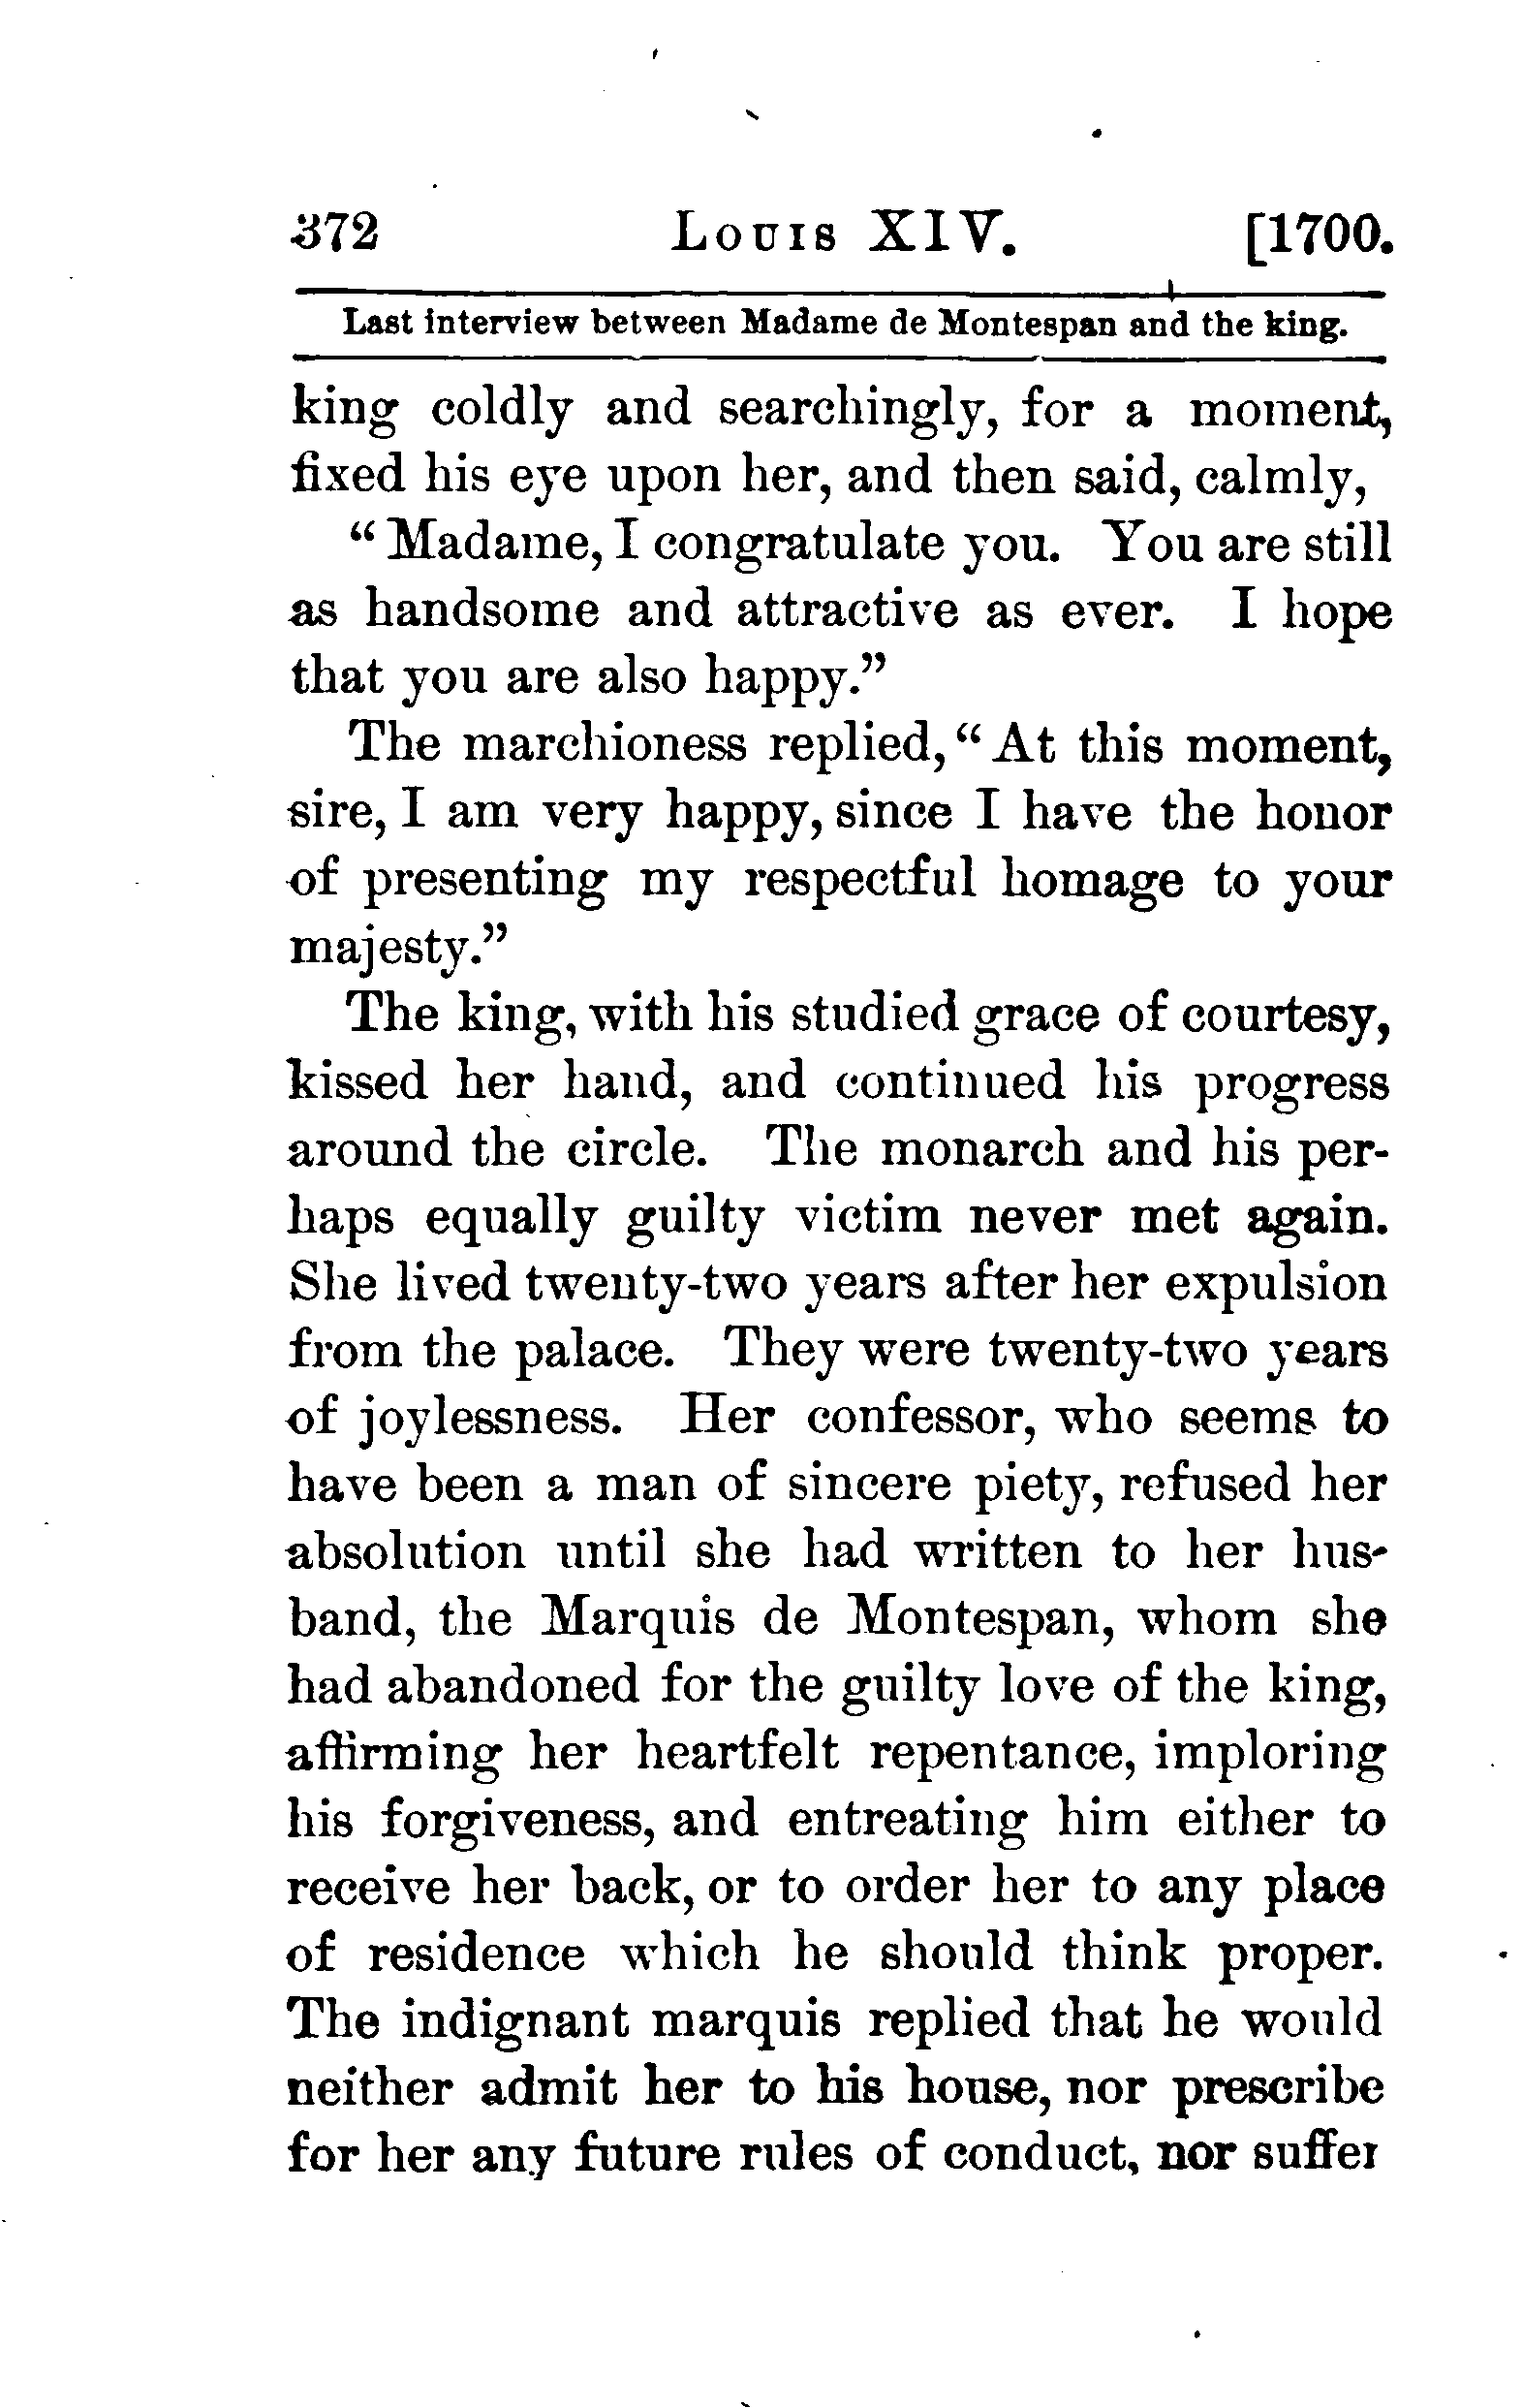 372 Louis XIV. [1700.
Last interview between Madame de Montespan and the king.
king coldly and searchingly, for a moment,
fixed his eye upon her, and then said, calmly,
“Madame, I congratulate you. You are still
as handsome and attractive as ever. I hope
that you are also happy.”
The marchioness replied, “At this moment,
sire, I am very happy, since I have the honor
of presenting my respectful homage to your
majesty.”
The king, with his studied grace of courtesy,
kissed her hand, and continued his progress
around the circle. The monarch and his per-
haps equally guilty victim never met again.
She lived twenty-two years after her expulsion
from the palace. They were twenty-two years
of joylessness. Her confessor, who seems to
have been a man of sincere piety, refused her
absolution until she had written to her hus-
band, the Marquis de Montespan, whom she
had abandoned for the guilty love of the king,
affirming her heartfelt repentance, imploring
his forgiveness, and entreating him either to
receive her back, or to order her to any place
of residence which he should think proper.
The indignant marquis replied that he would
neither admit her to his house, nor prescribe
for her any future rules of conduct, nor suffer